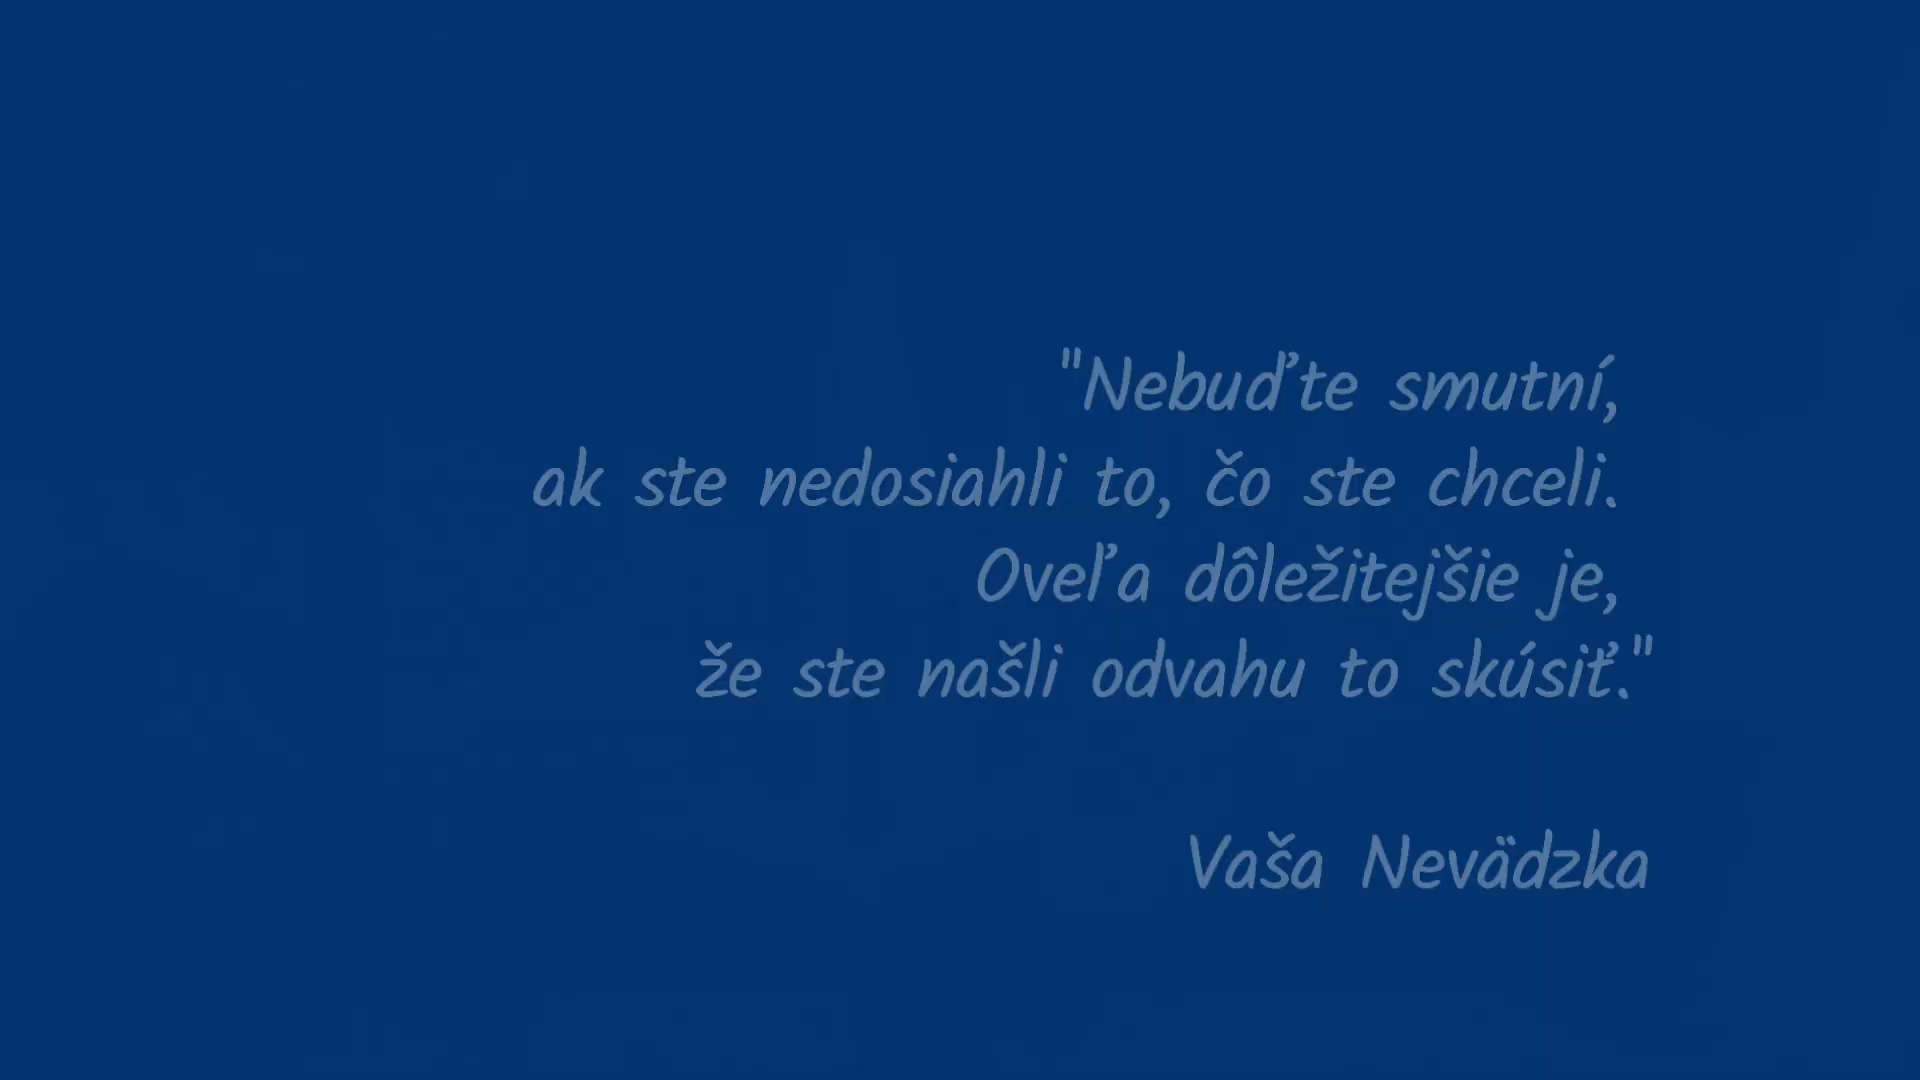 "Nebuďte smutní,
ak ste nedosiahli to, čo ste chceli.
Oveľa dôležitejšie je,
že ste našli odvahu to skúsiť."
Vaša Nevädzka